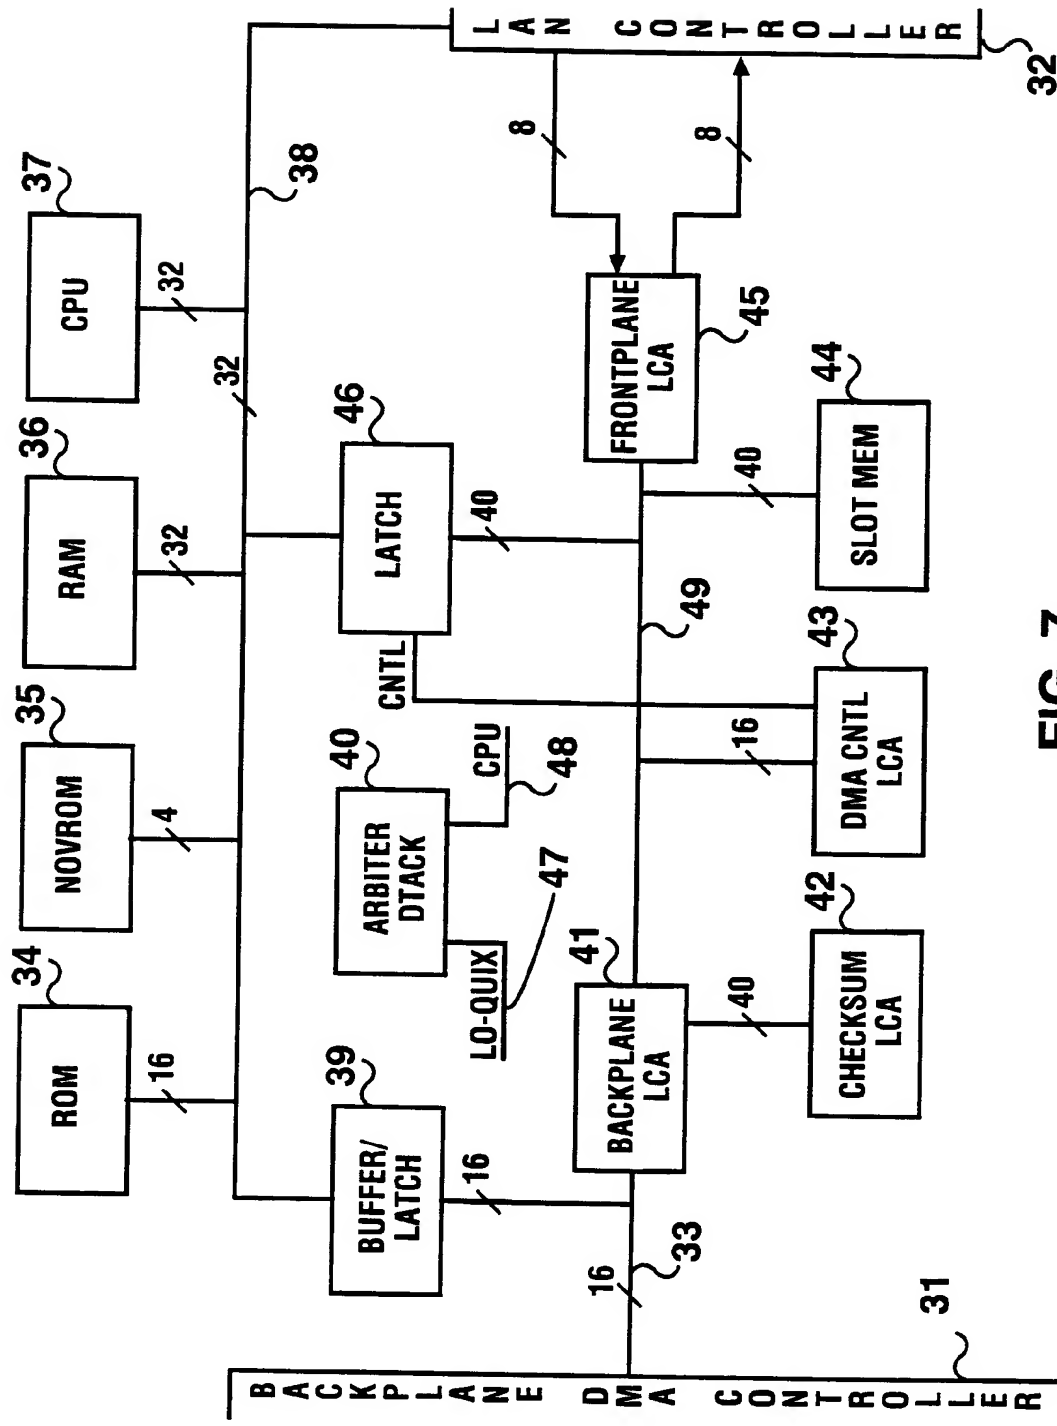 34
35
36
37
ROM
NOVROM
RAM
CPU
16
4
32
32
32
38
39
40
46
BUFFER/
LATCH
ARBITER
DTACK
LATCH
CNTL
LO-QUIX
CPU
47
48
16
40
8
8
BACKPLANE DMA CONTROLLER
LAN CONTROLLER
31
32
16
33
41
BACKPLANE
LCA
49
FRONTPLANE
LCA
45
40
16
40
42
43
44
CHECKSUM
LCA
DMA CNTL
LCA
SLOT MEM
FIG. 7